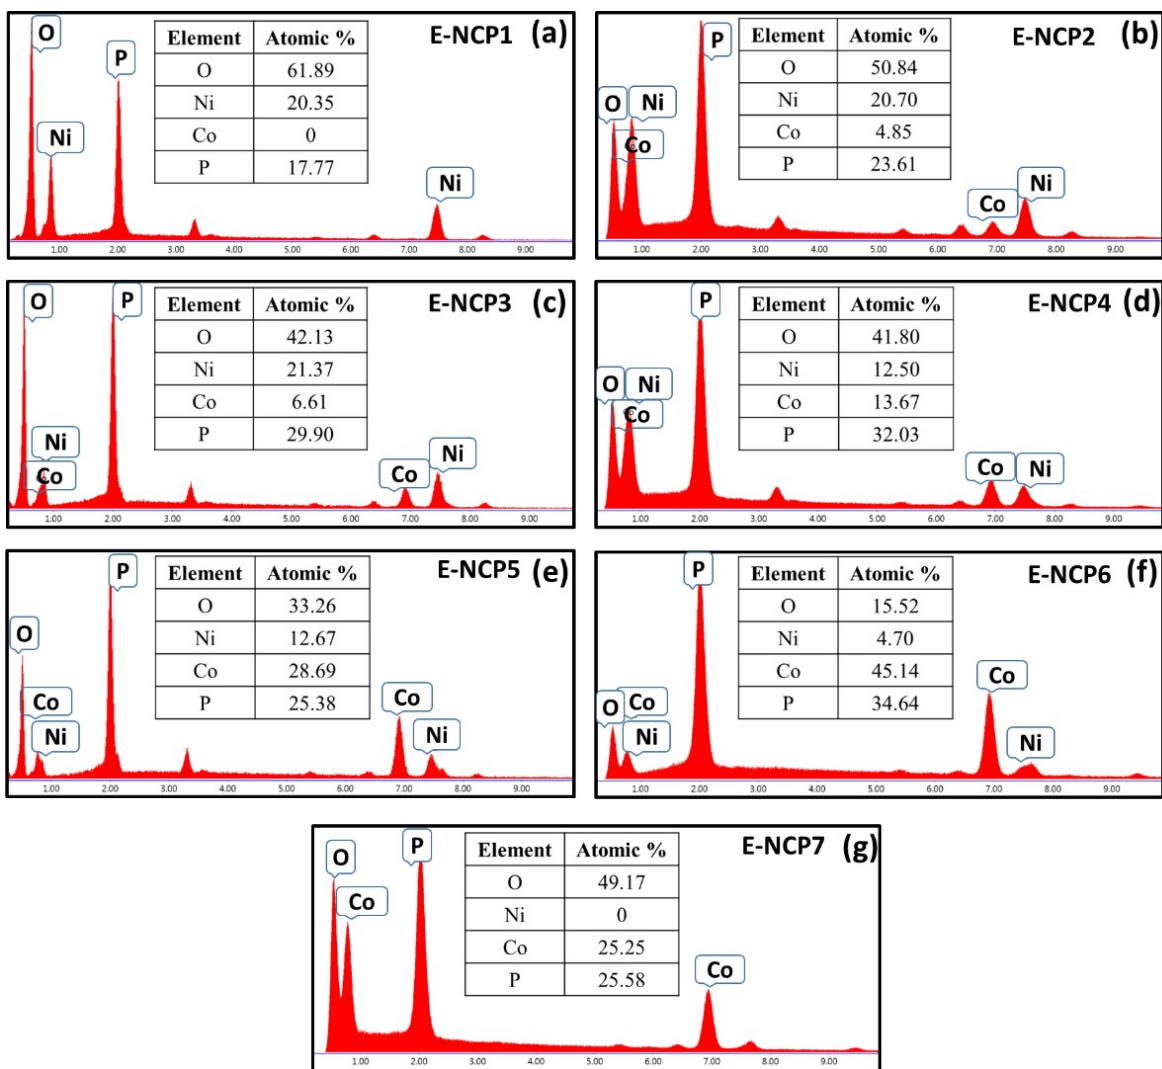 E-NCP1 (a)
O
P
Ni
Ni
Element Atomic %
O 61.89
Ni 20.35
Co 0
P 17.77
1.00 2.00 3.00 4.00 5.00 6.00 7.00 8.00 9.00
E-NCP2 (b)
P
O Ni
Co
Co
Ni
Element Atomic %
O 50.84
Ni 20.70
Co 4.85
P 23.61
1.00 2.00 3.00 4.00 5.00 6.00 7.00 8.00 9.00
E-NCP3 (c)
O
P
Ni
Co
Co
Ni
Element Atomic %
O 42.13
Ni 21.37
Co 6.61
P 29.90
1.00 2.00 3.00 4.00 5.00 6.00 7.00 8.00 9.00
E-NCP4 (d)
P
O Ni
Co
Co Ni
Element Atomic %
O 41.80
Ni 12.50
Co 13.67
P 32.03
1.00 2.00 3.00 4.00 5.00 6.00 7.00 8.00 9.00
E-NCP5 (e)
P
O
Co
Ni
Co
Ni
Element Atomic %
O 33.26
Ni 12.67
Co 28.69
P 25.38
1.00 2.00 3.00 4.00 5.00 6.00 7.00 8.00 9.00
E-NCP6 (f)
P
O Co
Ni
Co
Ni
Element Atomic %
O 15.52
Ni 4.70
Co 45.14
P 34.64
1.00 2.00 3.00 4.00 5.00 6.00 7.00 8.00 9.00
E-NCP7 (g)
O
P
Co
Co
Element Atomic %
O 49.17
Ni 0
Co 25.25
P 25.58
1.00 2.00 3.00 4.00 5.00 6.00 7.00 8.00 9.00